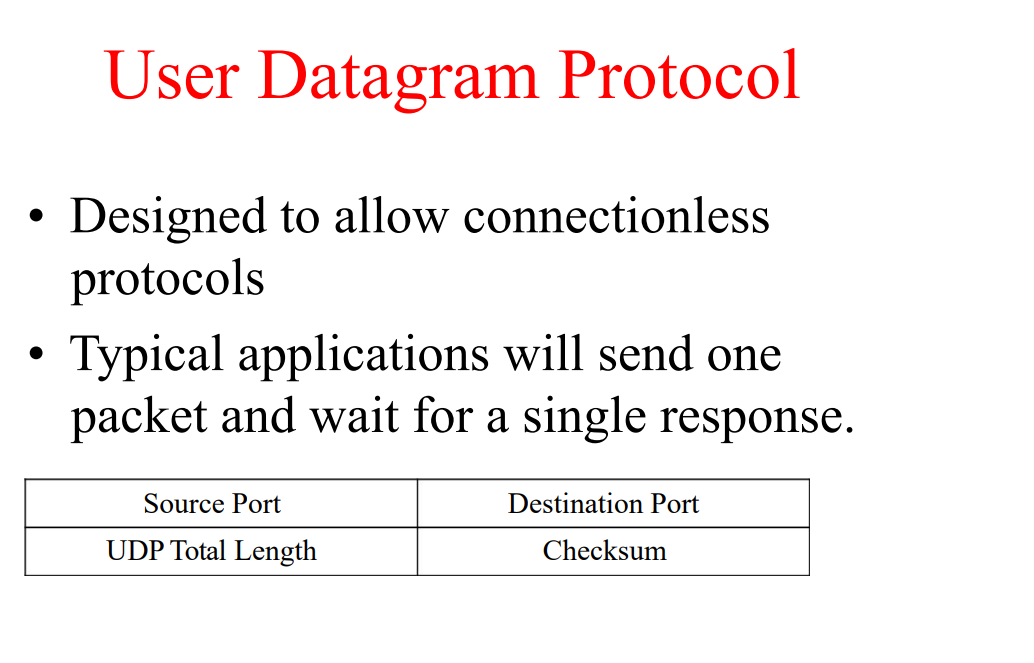 User Datagram Protocol
• Designed to allow connectionless
protocols
• Typical applications will send one
packet and wait for a single response.
Source Port Destination Port
UDP Total Length Checksum